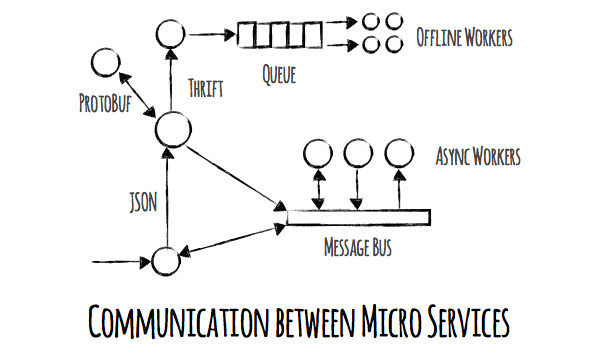 Offline Workers
Queue
Thrift
ProtoBuf
Async Workers
JSON
Message Bus
Communication between Micro Services